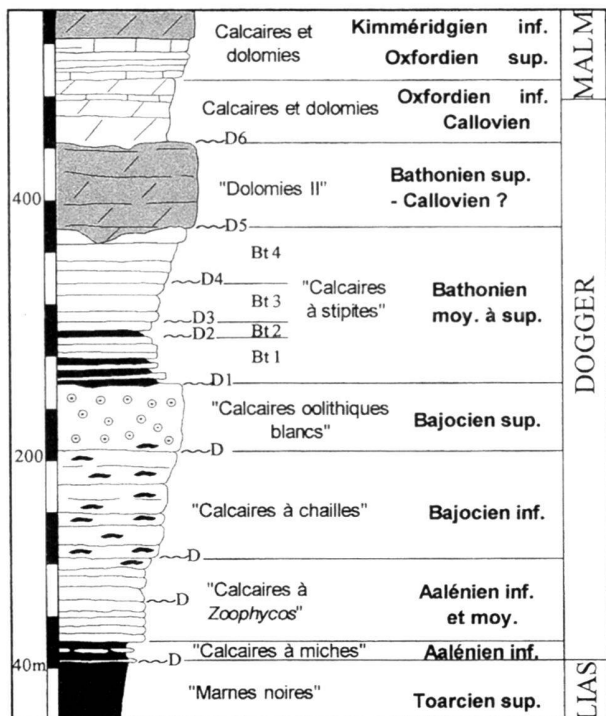 Calcaires et
dolomies
Kimméridgien inf.
Oxfordien sup.
MALM
Calcaires et dolomies
Oxfordien inf.
Callovien
D6
400
"Dolomies II"
Bathonien sup.
- Callovien ?
D5
Bt 4
D4
"Calcaires
à stipites"
Bathonien
moy. à sup.
Bt 3
D3
D2
Bt 2
Bt 1
D1
DOGGER
"Calcaires oolithiques
blancs"
Bajocien sup.
200
D
"Calcaires à chailles"
Bajocien inf.
D
"Calcaires à
Zoophycos"
Aalénien inf.
et moy.
D
"Calcaires à miches"
Aalénien inf.
D
40m
"Marnes noires"
Toarcien sup.
LIAS